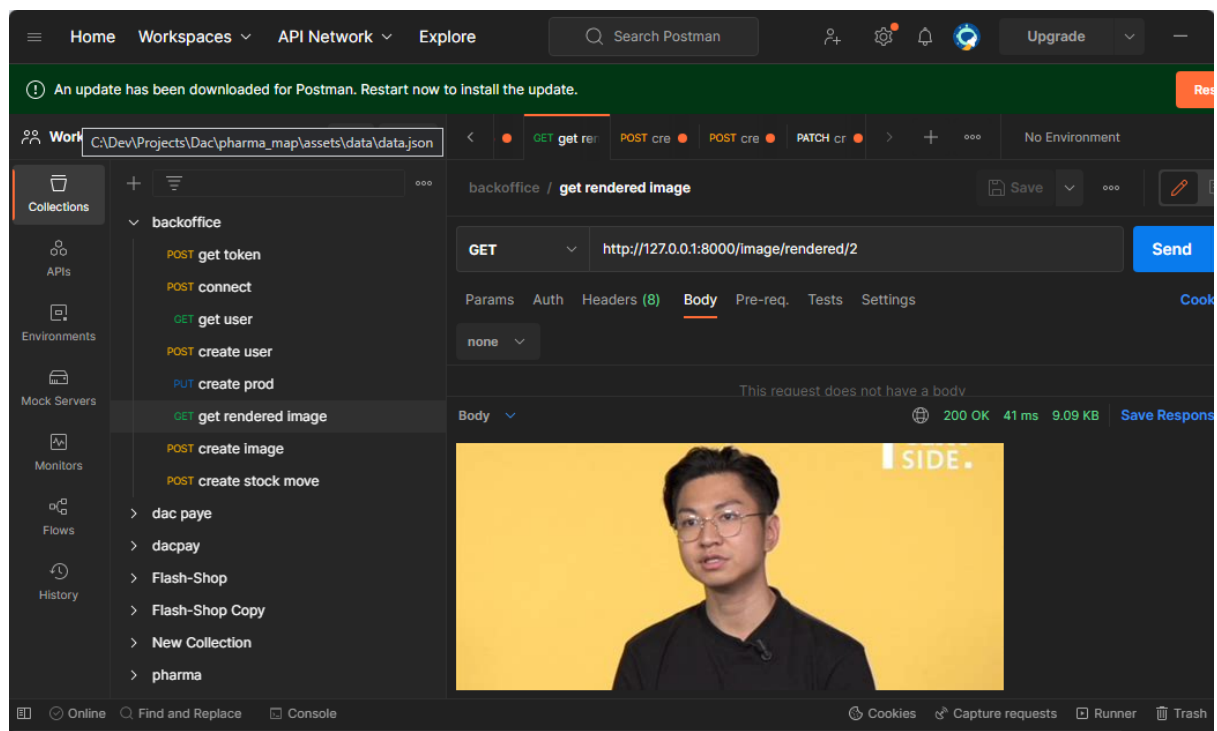 Home Workspaces API Network Explore Search Postman Upgrade
An update has been downloaded for Postman. Restart now to install the update.
C:\Dev\Projects\Dac\pharma_map\assets\data\data.json
GET get POST cre POST cre PATCH cr No Environment
Collections
APIs
Environments
Mock Servers
Monitors
Flows
History
backoffice
POST get token
POST connect
GET get user
POST create user
PUT create prod
GET get rendered image
POST create image
POST create stock move
dac paye
dacpay
Flash-Shop
Flash-Shop Copy
New Collection
pharma
backoffice / get rendered image Save
GET http://127.0.0.1:8000/image/rendered/2 Send
Params Auth Headers (8) Body Pre-req. Tests Settings
none
This request does not have a body
Body 200 OK 41 ms 9.09 KB Save
SIDE.
Online Find and Replace Console Cookies Capture requests Runner Trash